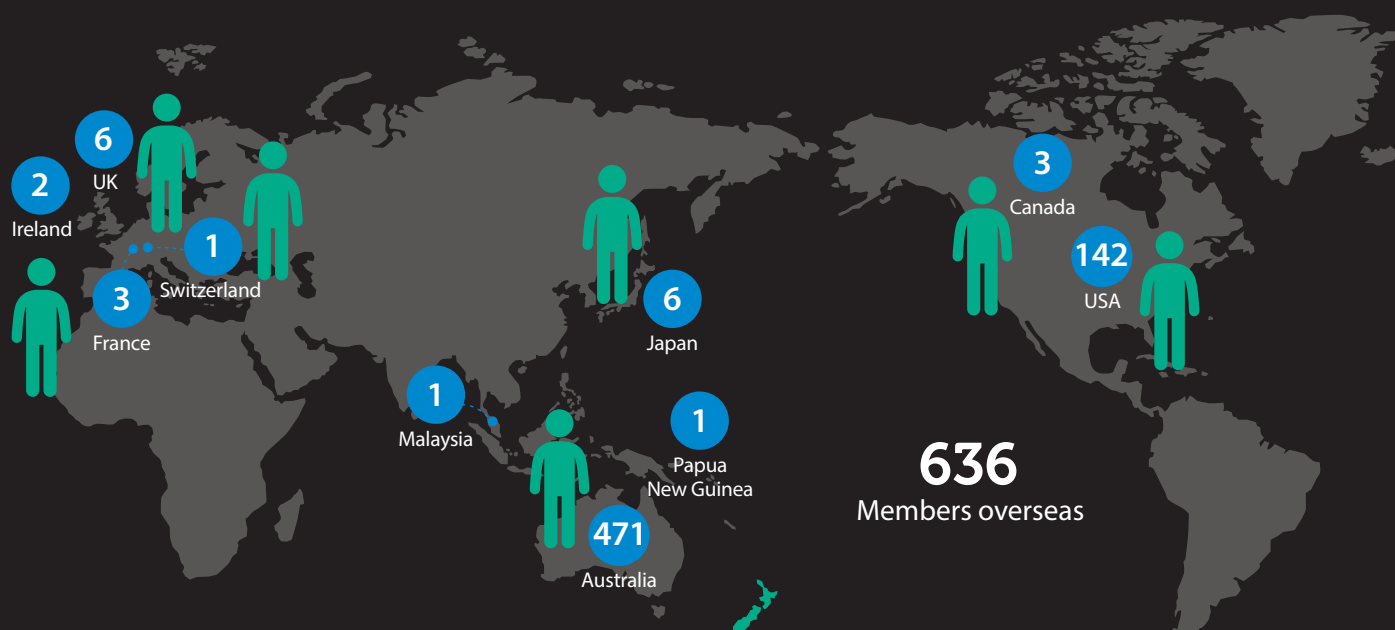 6
UK
2
Ireland
1
Switzerland
3
France
6
Japan
1
Malaysia
1
Papua
New Guinea
471
Australia
3
Canada
142
USA
636
Members overseas